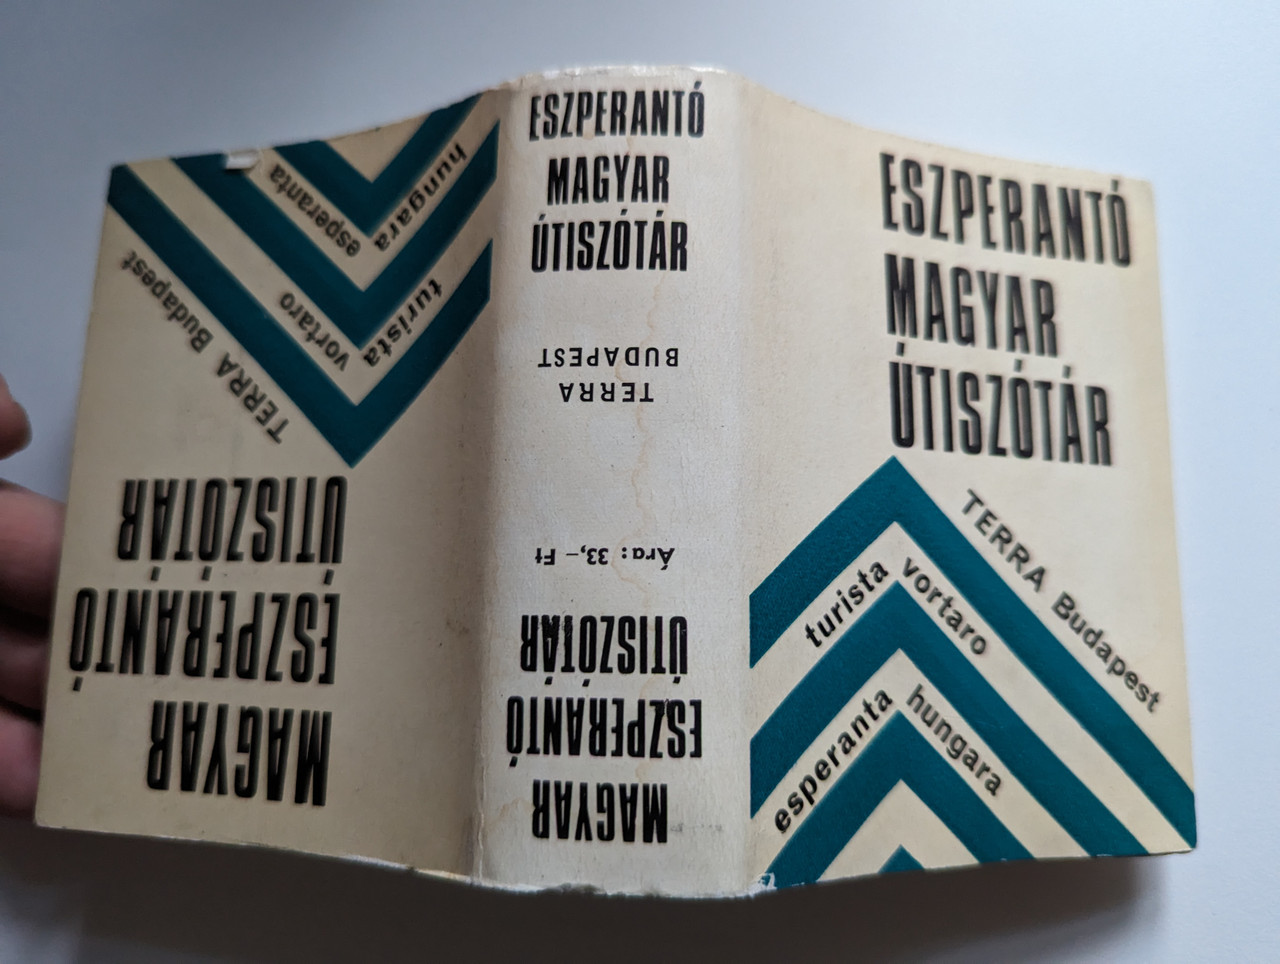 ESZPERANTÓ
MAGYAR
ÚTISZÓTÁR
TERRA Budapest
turista vortaro
esperanta hungara
ESZPERANTÓ
MAGYAR
ÚTISZÓTÁR
MAGYAR
ESZPERANTÓ
ÚTISZÓTÁR
Ára: 33,– Ft
TERRA
BUDAPEST
MAGYAR
ESZPERANTÓ
ÚTISZÓTÁR
TERRA Budapest
turista vortaro
hungara esperanta